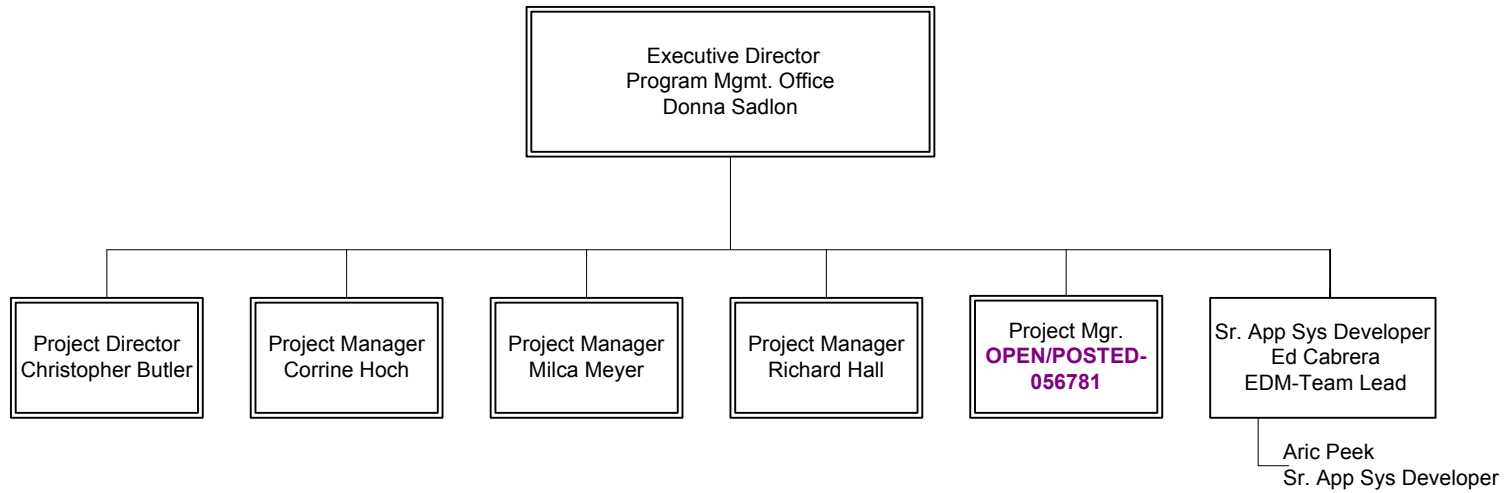 Executive Director
Program Mgmt. Office
Donna Sadlon
Project Director
Christopher Butler
Project Manager
Corrine Hoch
Project Manager
Milca Meyer
Project Manager
Richard Hall
Project Mgr.
OPEN/POSTED-
056781
Sr. App Sys Developer
Ed Cabrera
EDM-Team Lead
Aric Peek
Sr. App Sys Developer